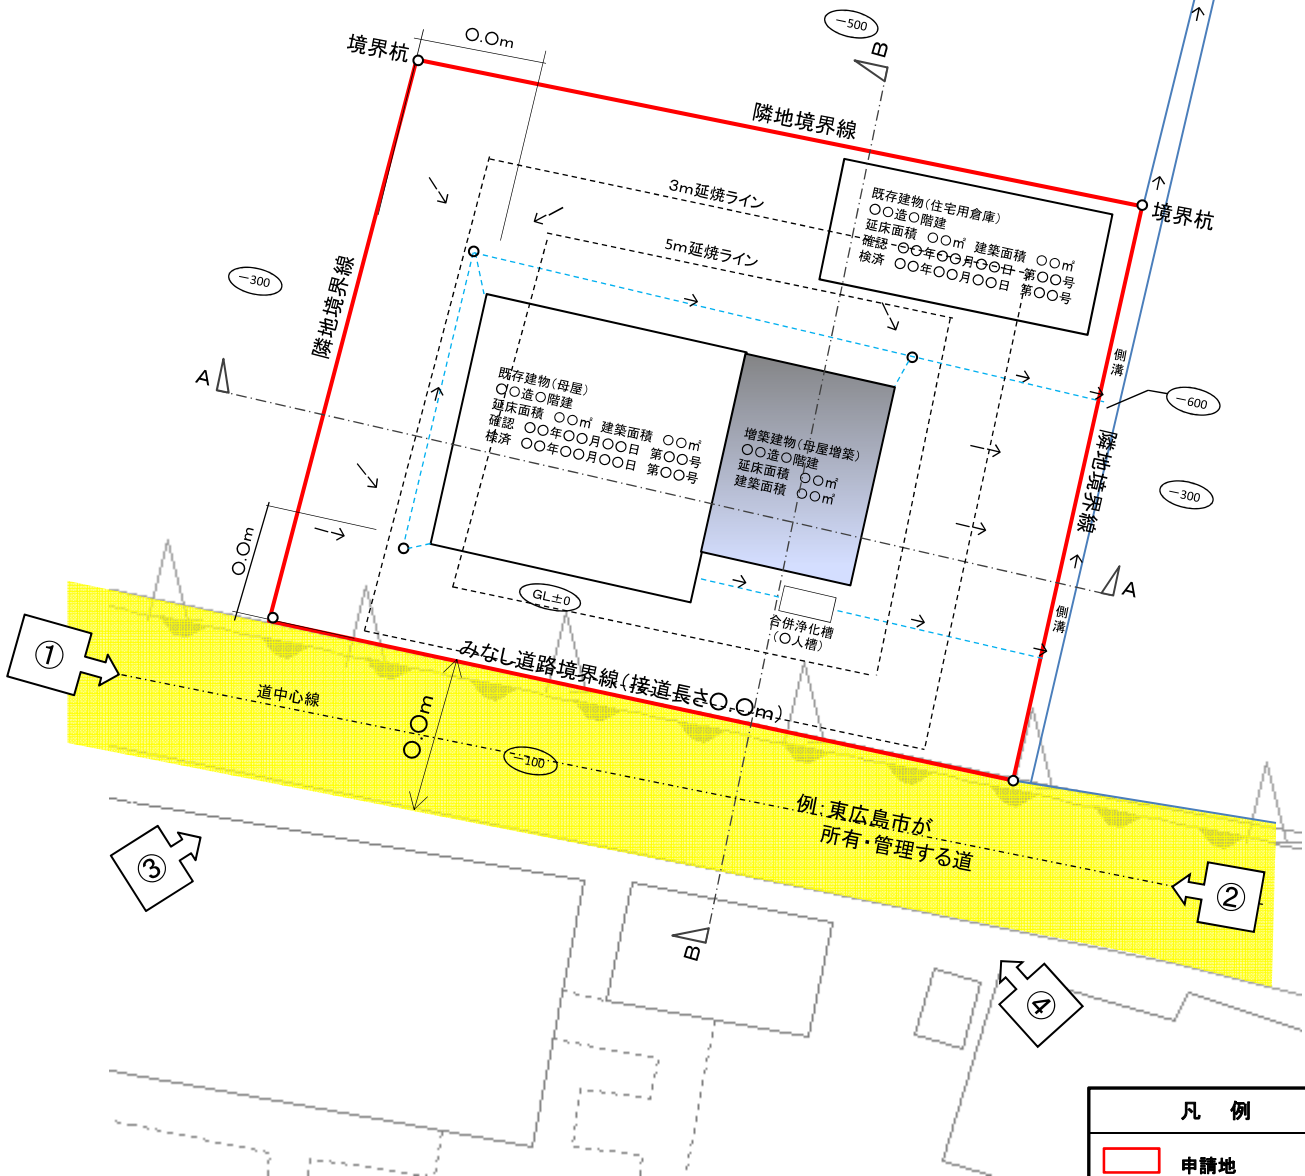 −500
B
○.○m
境界杭
隣地境界線
3m延焼ライン
既存建物(住宅用倉庫)
○○造○階建
延床面積 ○○㎡ 建築面積 ○○㎡
確認 ○○年○○月○○日 第○○号
検済 ○○年○○月○○日 第○○号
境界杭
5m延焼ライン
−300
隣地境界線
A
既存建物(母屋)
○○造○階建
延床面積 ○○㎡ 建築面積 ○○㎡
確認 ○○年○○月○○日 第○○号
検済 ○○年○○月○○日 第○○号
増築建物(母屋増築)
○○造○階建
延床面積 ○○㎡
建築面積 ○○㎡
側溝
−600
隣地境界線
−300
○.○m
GL±0
合併浄化槽
(○人槽)
側溝
A
①
みなし道路境界線(接道長さ○.○m)
道中心線
○.○m
−100
例:東広島市が
所有・管理する道
③
②
B
④
凡 例
申請地